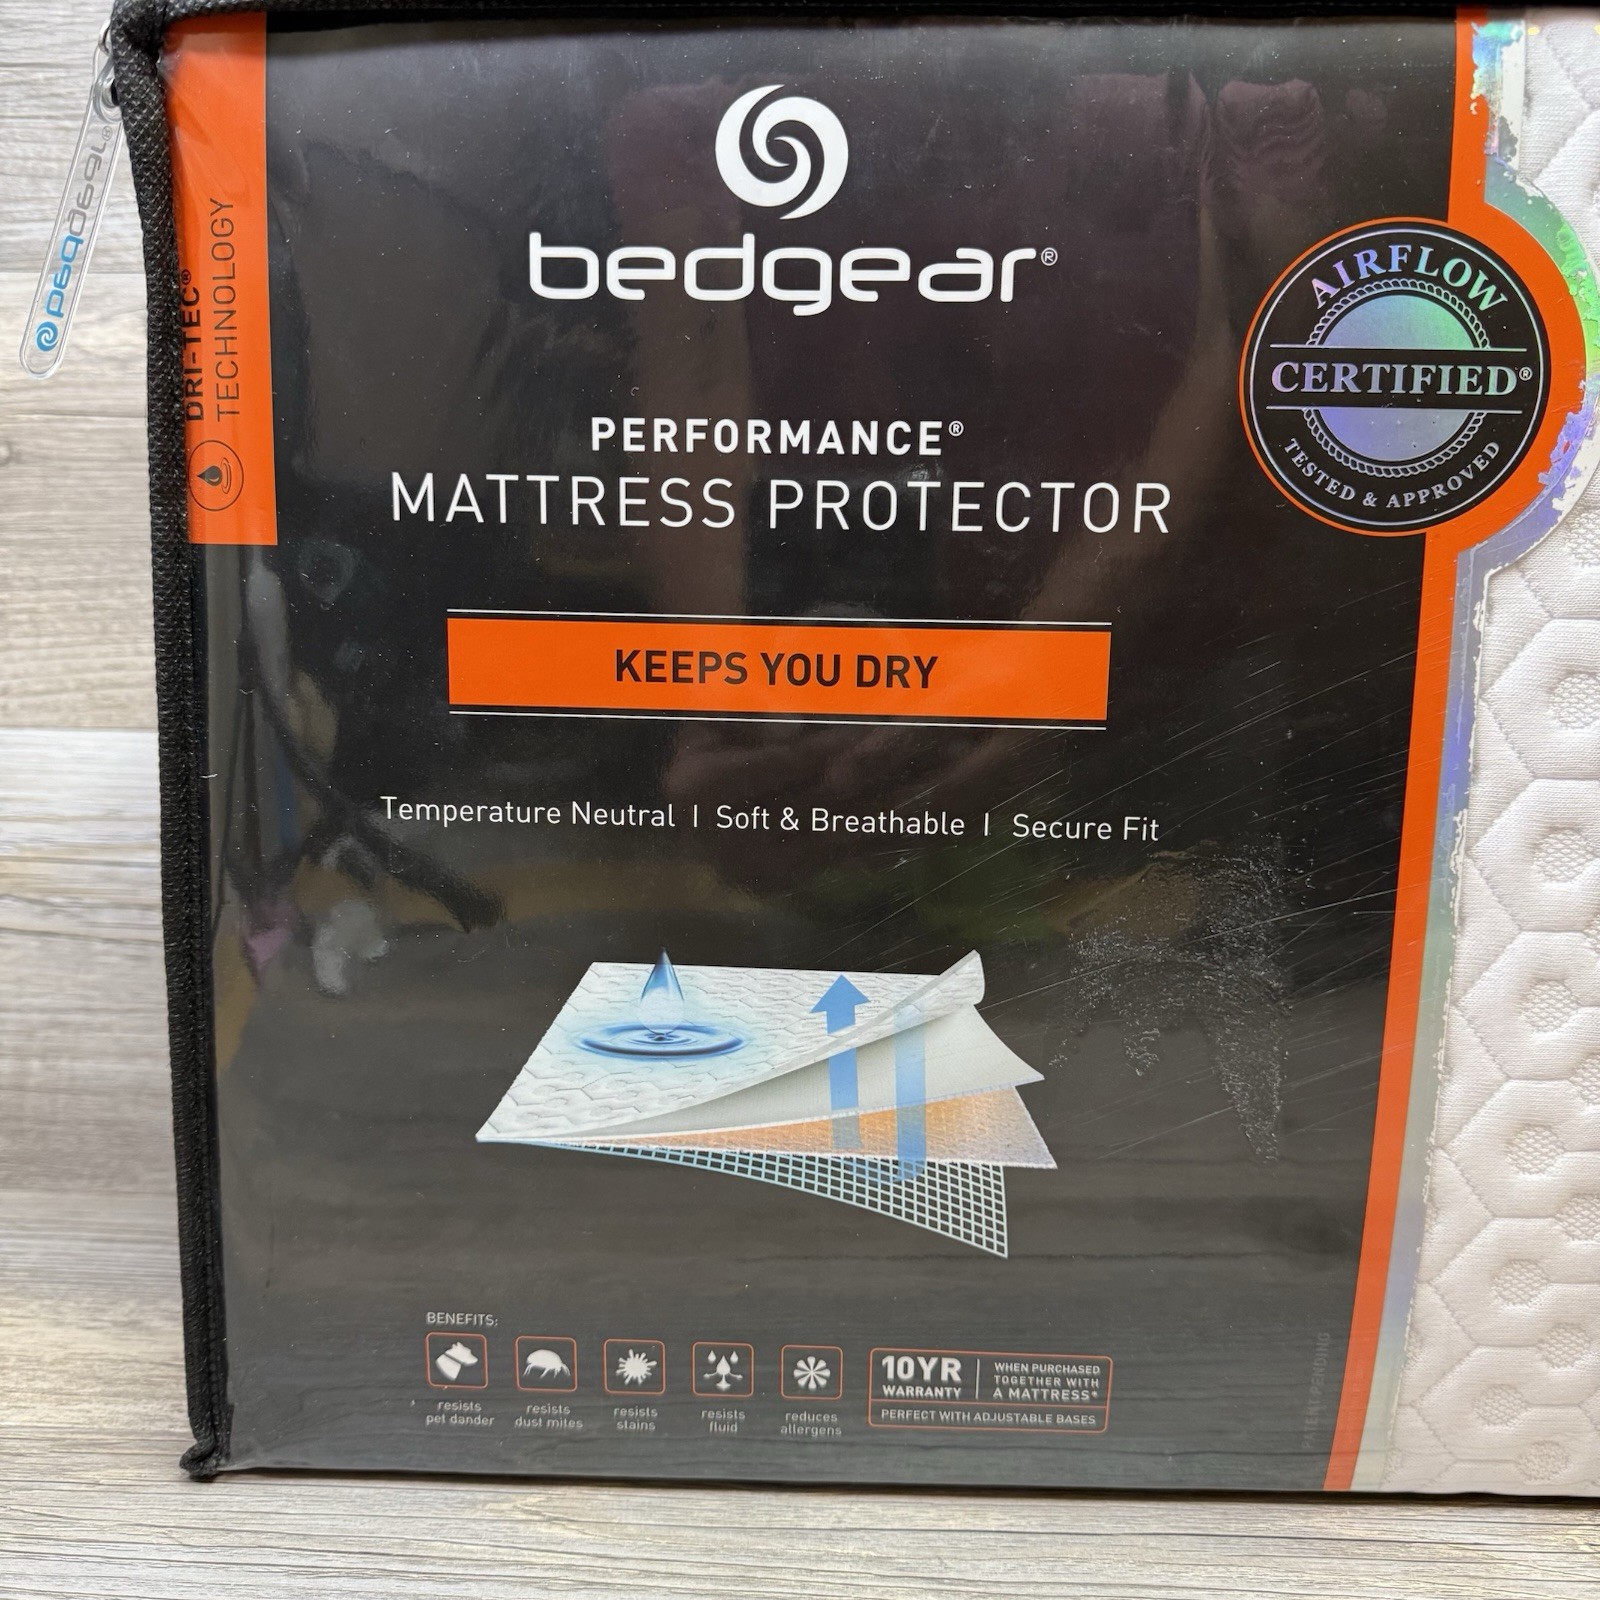 bedgear®
DRI-TEC®
TECHNOLOGY
bedgear®
PERFORMANCE®
MATTRESS PROTECTOR
AIRFLOW
CERTIFIED®
TESTED & APPROVED
KEEPS YOU DRY
Temperature Neutral | Soft & Breathable | Secure Fit
BENEFITS:
resists
pet dander
resists
dust mites
resists
stains
resists
fluid
reduces
allergens
10YR
WARRANTY
WHEN PURCHASED
TOGETHER WITH
A MATTRESS*
PERFECT WITH ADJUSTABLE BASES
PATENT PENDING